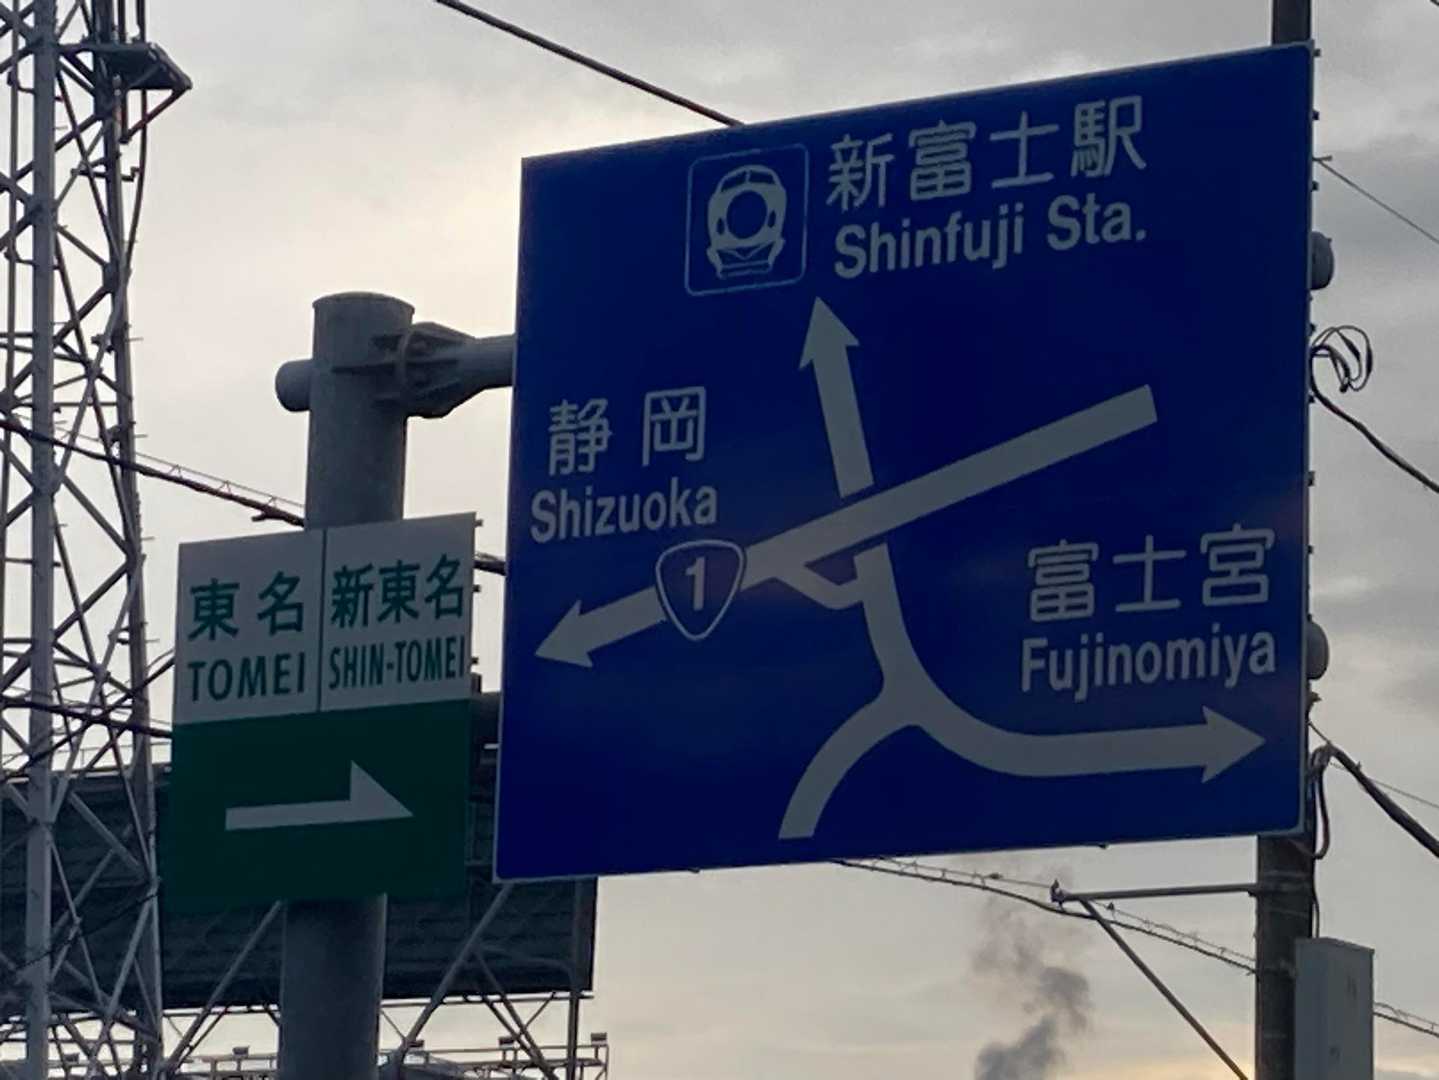 新富士駅
Shinfuji Sta.
静岡
Shizuoka
1
富士宮
Fujinomiya
東名
TOMEI
新東名
SHIN-TOMEI